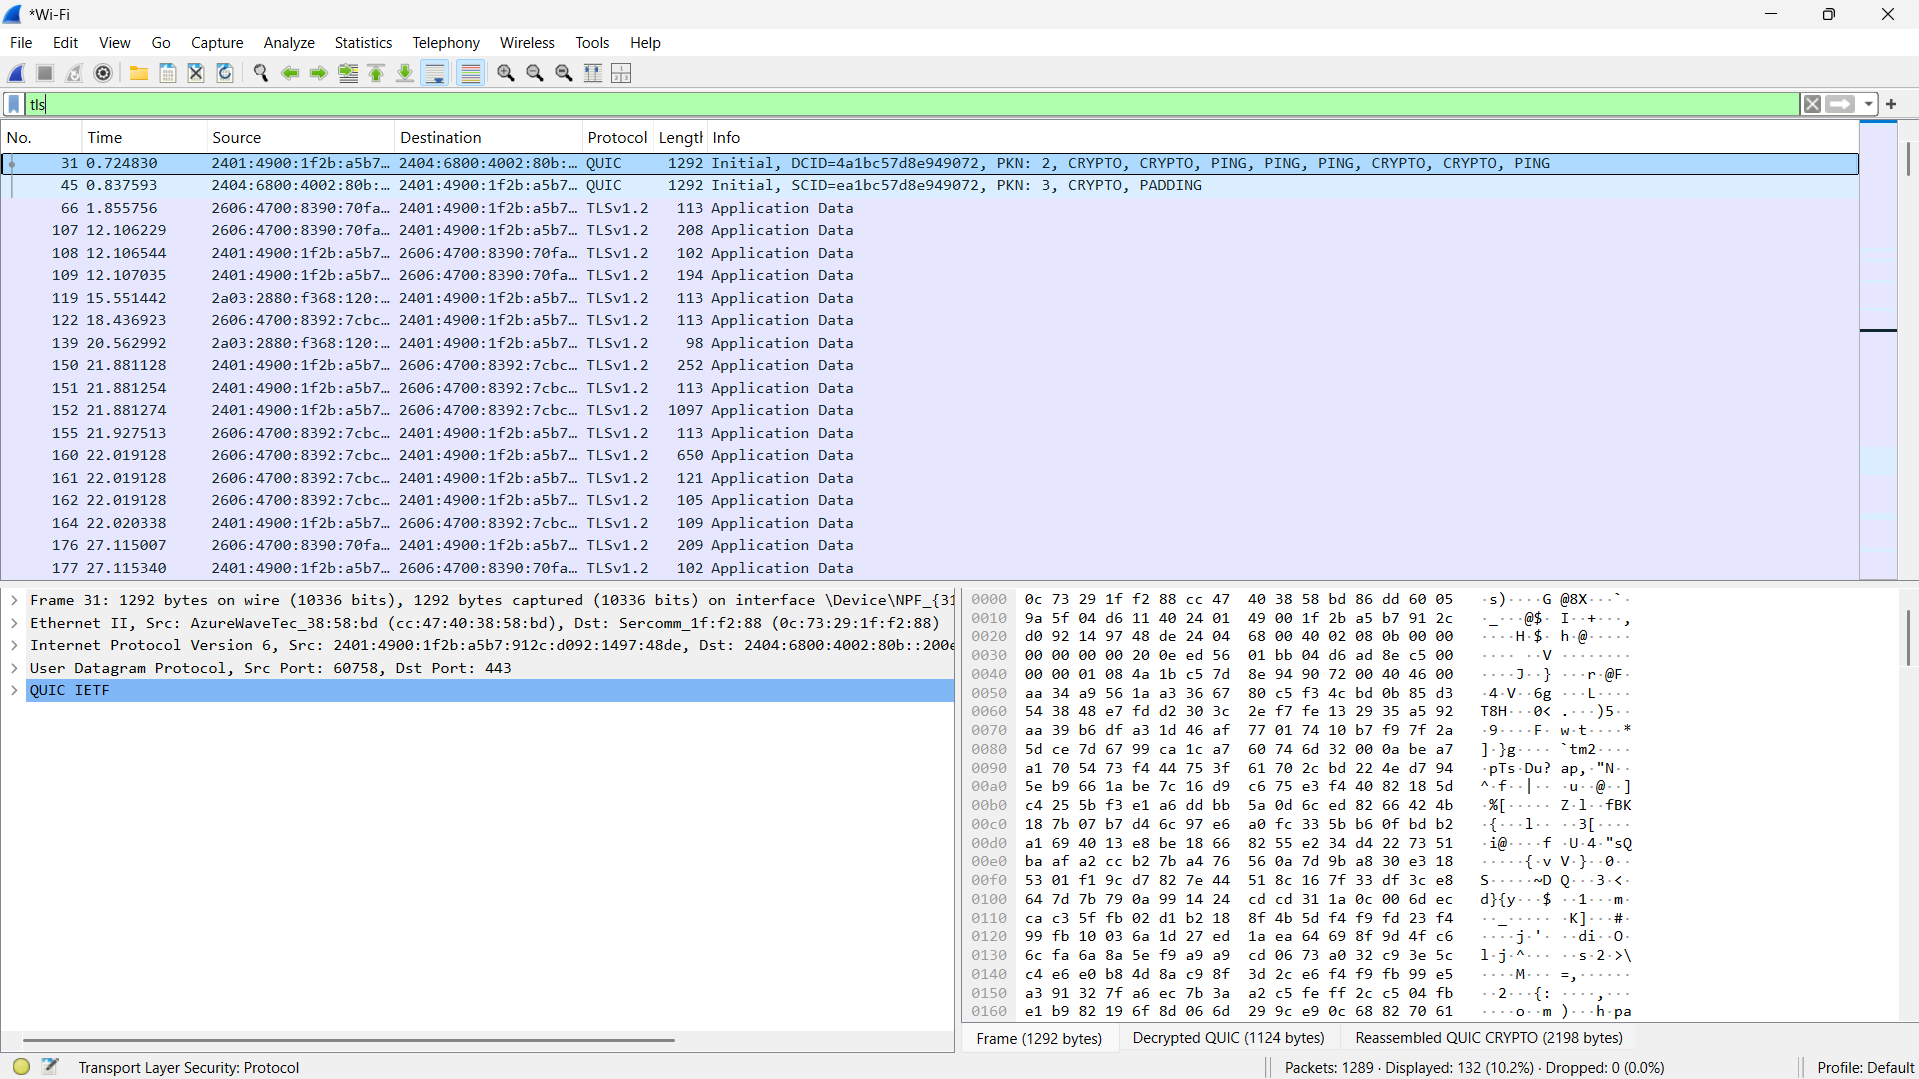 *Wi-Fi
File Edit View Go Capture Analyze Statistics Telephony Wireless Tools Help
tls
No. Time Source Destination Protocol Length Info
31 0.724830 2401:4900:1f2b:a5b7… 2404:6800:4002:80b:… QUIC 1292 Initial, DCID=4a1bc57d8e949072, PKN: 2, CRYPTO, CRYPTO, PING, PING, PING, CRYPTO, CRYPTO, PING
45 0.837593 2404:6800:4002:80b:… 2401:4900:1f2b:a5b7… QUIC 1292 Initial, SCID=ea1bc57d8e949072, PKN: 3, CRYPTO, PADDING
66 1.855756 2606:4700:8390:70fa… 2401:4900:1f2b:a5b7… TLSv1.2 113 Application Data
107 12.106229 2606:4700:8390:70fa… 2401:4900:1f2b:a5b7… TLSv1.2 208 Application Data
108 12.106544 2401:4900:1f2b:a5b7… 2606:4700:8390:70fa… TLSv1.2 102 Application Data
109 12.107035 2401:4900:1f2b:a5b7… 2606:4700:8390:70fa… TLSv1.2 194 Application Data
119 15.551442 2a03:2880:f368:120:… 2401:4900:1f2b:a5b7… TLSv1.2 113 Application Data
122 18.436923 2606:4700:8392:7cbc… 2401:4900:1f2b:a5b7… TLSv1.2 113 Application Data
139 20.562992 2a03:2880:f368:120:… 2401:4900:1f2b:a5b7… TLSv1.2 98 Application Data
150 21.881128 2401:4900:1f2b:a5b7… 2606:4700:8392:7cbc… TLSv1.2 252 Application Data
151 21.881254 2401:4900:1f2b:a5b7… 2606:4700:8392:7cbc… TLSv1.2 113 Application Data
152 21.881274 2401:4900:1f2b:a5b7… 2606:4700:8392:7cbc… TLSv1.2 1097 Application Data
155 21.927513 2606:4700:8392:7cbc… 2401:4900:1f2b:a5b7… TLSv1.2 113 Application Data
160 22.019128 2606:4700:8392:7cbc… 2401:4900:1f2b:a5b7… TLSv1.2 650 Application Data
161 22.019128 2606:4700:8392:7cbc… 2401:4900:1f2b:a5b7… TLSv1.2 121 Application Data
162 22.019128 2606:4700:8392:7cbc… 2401:4900:1f2b:a5b7… TLSv1.2 105 Application Data
164 22.020338 2401:4900:1f2b:a5b7… 2606:4700:8392:7cbc… TLSv1.2 109 Application Data
176 27.115007 2606:4700:8390:70fa… 2401:4900:1f2b:a5b7… TLSv1.2 209 Application Data
177 27.115340 2401:4900:1f2b:a5b7… 2606:4700:8390:70fa… TLSv1.2 102 Application Data
Frame 31: 1292 bytes on wire (10336 bits), 1292 bytes captured (10336 bits) on interface \Device\NPF_{31
Ethernet II, Src: AzureWaveTec_38:58:bd (cc:47:40:38:58:bd), Dst: Sercomm_1f:f2:88 (0c:73:29:1f:f2:88)
Internet Protocol Version 6, Src: 2401:4900:1f2b:a5b7:912c:d092:1497:48de, Dst: 2404:6800:4002:80b::200e
User Datagram Protocol, Src Port: 60758, Dst Port: 443
QUIC IETF
0000 0c 73 29 1f f2 88 cc 47 40 38 58 bd 86 dd 60 05 ·s)····G @8X···`·
0010 9a 5f 04 d6 11 40 24 01 49 00 1f 2b a5 b7 91 2c ·_···@$· I··+···,
0020 d0 92 14 97 48 de 24 04 68 00 40 02 08 0b 00 00 ····H·$· h·@·····
0030 00 00 00 00 20 0e ed 56 01 bb 04 d6 ad 8e c5 00 ···· ··V ········
0040 00 00 01 08 4a 1b c5 7d 8e 94 90 72 00 40 46 00 ····J··} ···r·@F·
0050 aa 34 a9 56 1a a3 36 67 80 c5 f3 4c bd 0b 85 d3 ·4·V··6g ···L····
0060 54 38 48 e7 fd d2 30 3c 2e f7 fe 13 29 35 a5 92 T8H···0< .···)5··
0070 aa 39 b6 df a3 1d 46 af 77 01 74 10 b7 f9 7f 2a ·9····F· w·t····*
0080 5d ce 7d 67 99 ca 1c a7 60 74 6d 32 00 0a be a7 ]·}g···· `tm2····
0090 a1 70 54 73 f4 44 75 3f 61 70 2c bd 22 4e d7 94 ·pTs·Du? ap,·"N··
00a0 5e b9 66 1a be 7c 16 d9 c6 75 e3 f4 40 82 18 5d ^·f··|·· ·u··@··]
00b0 c4 25 5b f3 e1 a6 dd bb 5a 0d 6c ed 82 66 42 4b ·%[····· Z·l··fBK
00c0 18 7b 07 b7 d4 6c 97 e6 a0 fc 33 5b b6 0f bd b2 ·{···l·· ··3[····
00d0 a1 69 40 13 e8 be 18 66 82 55 e2 34 d4 22 73 51 ·i@····f ·U·4·"sQ
00e0 ba af a2 cc b2 7b a4 76 56 0a 7d 9b a8 30 e3 18 ·····{·v V·}··0··
00f0 53 01 f1 9c d7 82 7e 44 51 8c 16 7f 33 df 3c e8 S·····~D Q···3·<·
0100 64 7d 7b 79 0a 99 14 24 cd cd 31 1a 0c 00 6d ec d}{y···$ ··1···m·
0110 ca c3 5f fb 02 d1 b2 18 8f 4b 5d f4 f9 fd 23 f4 ··_····· ·K]···#·
0120 99 fb 10 03 6a 1d 27 ed 1a ea 64 69 8f 9d 4f c6 ····j·'· ··di··O·
0130 6c fa 6a 8a 5e f9 a9 a9 cd 06 73 a0 32 c9 3e 5c l·j·^··· ··s·2·>\
0140 c4 e6 e0 b8 4d 8a c9 8f 3d 2c e6 f4 f9 fb 99 e5 ····M··· =,······
0150 a3 91 32 7f a6 ec 7b 3a a2 c5 fe ff 2c c5 04 fb ··2···{: ····,···
0160 e1 b9 82 19 6f 8d 06 6d 29 9c e9 0c 68 82 70 61 ····o··m )···h·pa
Frame (1292 bytes) Decrypted QUIC (1124 bytes) Reassembled QUIC CRYPTO (2198 bytes)
Transport Layer Security: Protocol Packets: 1289 · Displayed: 132 (10.2%) · Dropped: 0 (0.0%) Profile: Default